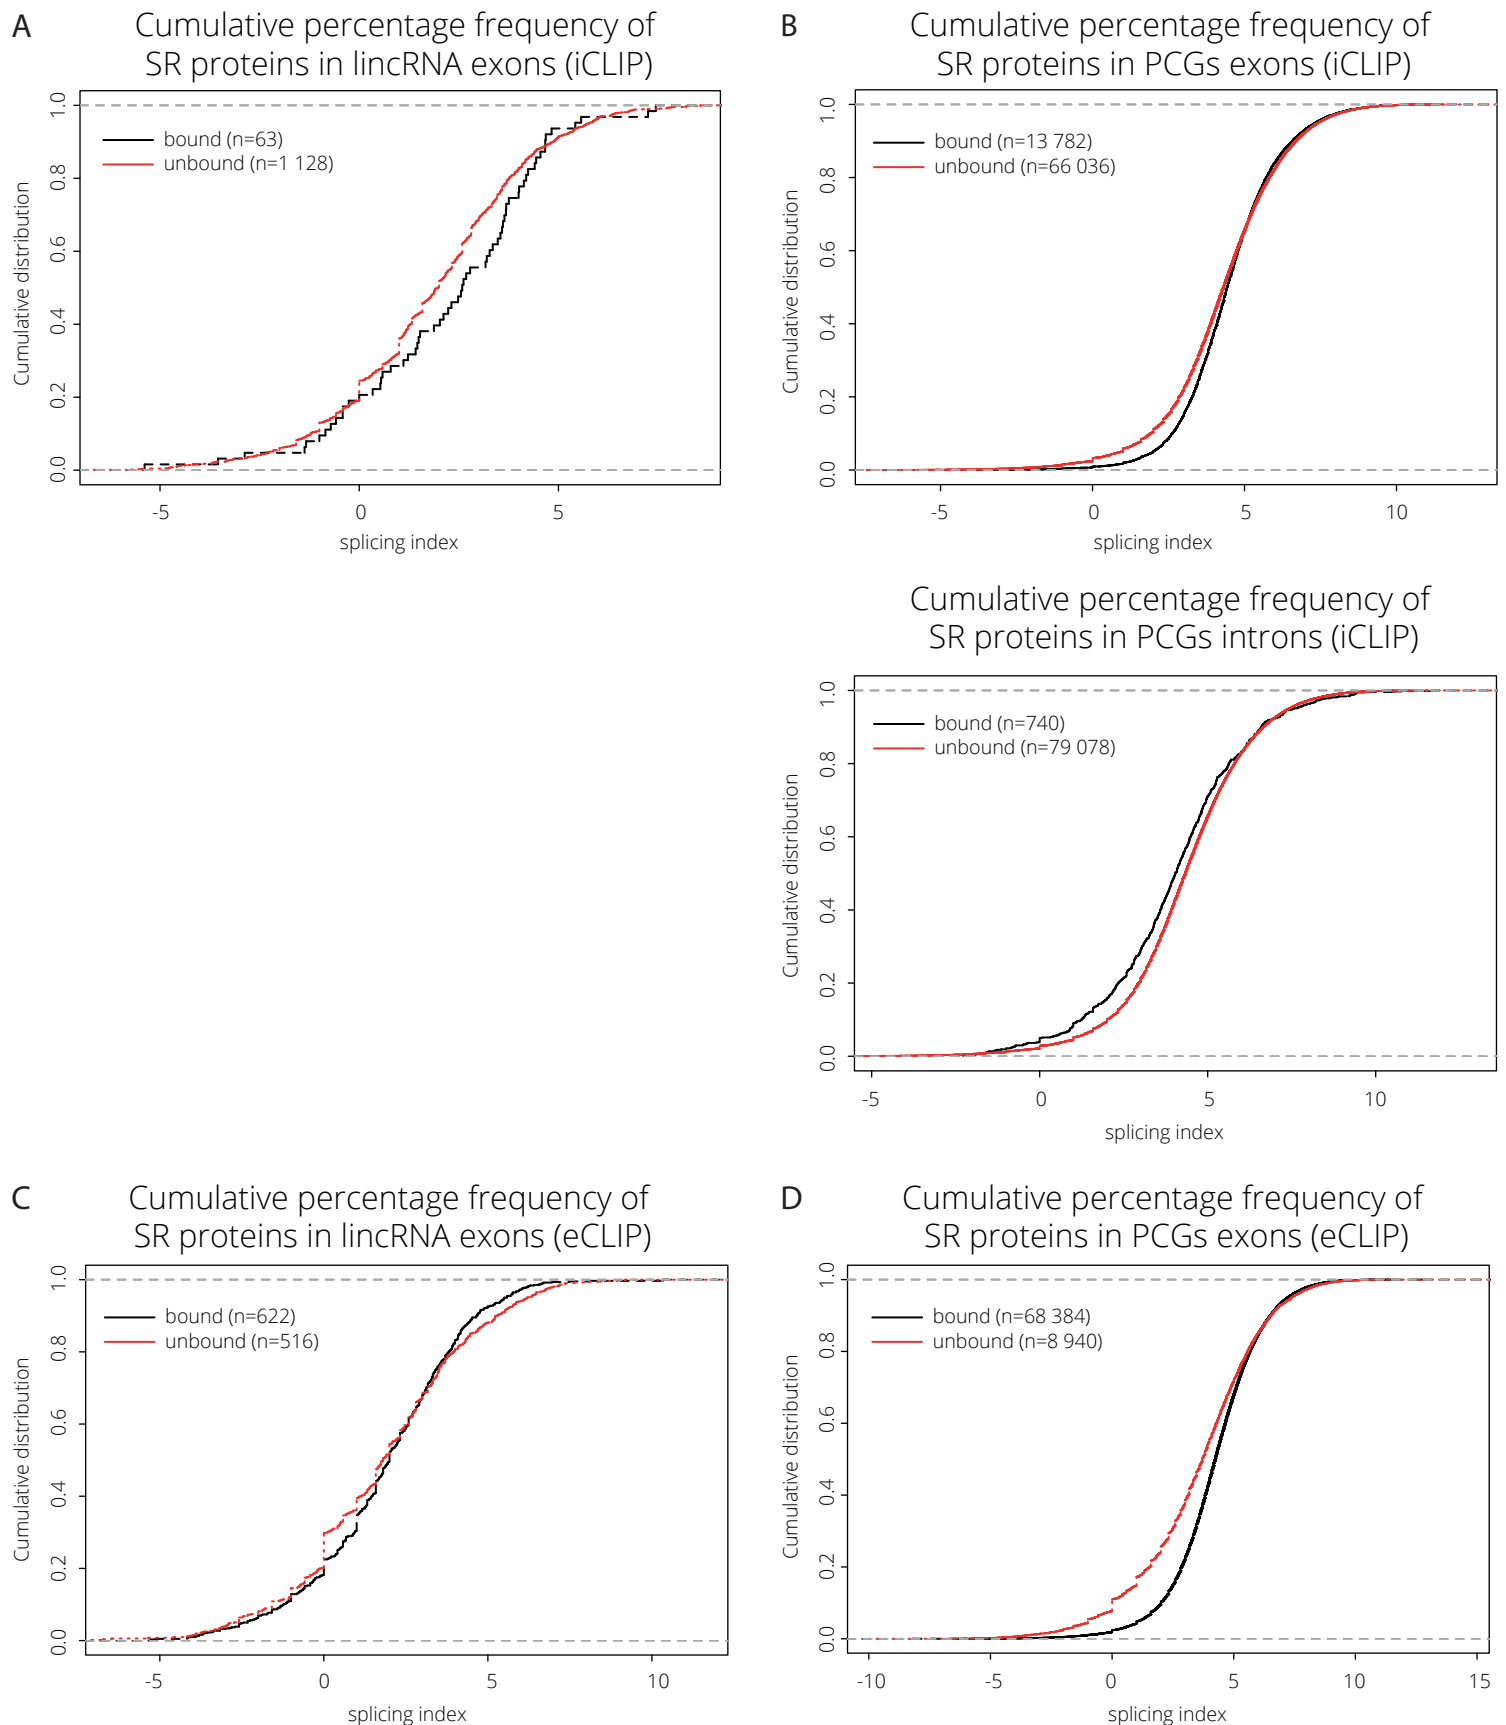 A
Cumulative percentage frequency of
SR proteins in lincRNA exons (iCLIP)
1.0
0.8
0.6
0.4
0.2
0.0
Cumulative distribution
bound (n=63)
unbound (n=1 128)
-5 0 5
splicing index
B
Cumulative percentage frequency of
SR proteins in PCGs exons (iCLIP)
1.0
0.8
0.6
0.4
0.2
0.0
Cumulative distribution
bound (n=13 782)
unbound (n=66 036)
-5 0 5 10
splicing index
Cumulative percentage frequency of
SR proteins in PCGs introns (iCLIP)
1.0
0.8
0.6
0.4
0.2
0.0
Cumulative distribution
bound (n=740)
unbound (n=79 078)
-5 0 5 10
splicing index
C
Cumulative percentage frequency of
SR proteins in lincRNA exons (eCLIP)
1.0
0.8
0.6
0.4
0.2
0.0
Cumulative distribution
bound (n=622)
unbound (n=516)
-5 0 5 10
splicing index
D
Cumulative percentage frequency of
SR proteins in PCGs exons (eCLIP)
1.0
0.8
0.6
0.4
0.2
0.0
Cumulative distribution
bound (n=68 384)
unbound (n=8 940)
-10 -5 0 5 10 15
splicing index